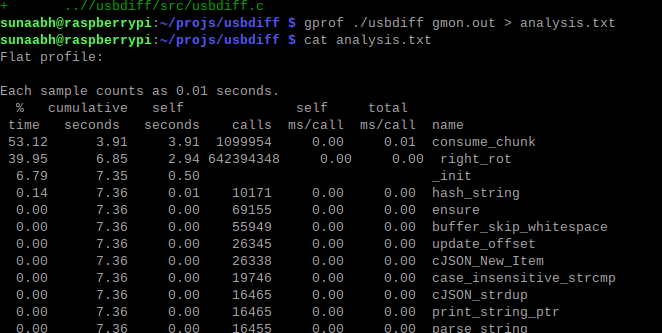 +       ..//usbdiff/src/usbdiff.c
sunaabh@raspberrypi:~/projs/usbdiff $ gprof ./usbdiff gmon.out > analysis.txt
sunaabh@raspberrypi:~/projs/usbdiff $ cat analysis.txt
Flat profile:

Each sample counts as 0.01 seconds.
  %   cumulative   self              self     total
 time   seconds   seconds    calls  ms/call  ms/call  name
 53.12      3.91     3.91  1099954     0.00     0.01  consume_chunk
 39.95      6.85     2.94 642394348     0.00     0.00  right_rot
  6.79      7.35     0.50                             _init
  0.14      7.36     0.01    10171     0.00     0.00  hash_string
  0.00      7.36     0.00    69155     0.00     0.00  ensure
  0.00      7.36     0.00    55949     0.00     0.00  buffer_skip_whitespace
  0.00      7.36     0.00    26345     0.00     0.00  update_offset
  0.00      7.36     0.00    26338     0.00     0.00  cJSON_New_Item
  0.00      7.36     0.00    19746     0.00     0.00  case_insensitive_strcmp
  0.00      7.36     0.00    16465     0.00     0.00  cJSON_strdup
  0.00      7.36     0.00    16465     0.00     0.00  print_string_ptr
  0.00      7.36     0.00    16455     0.00     0.00  parse_string